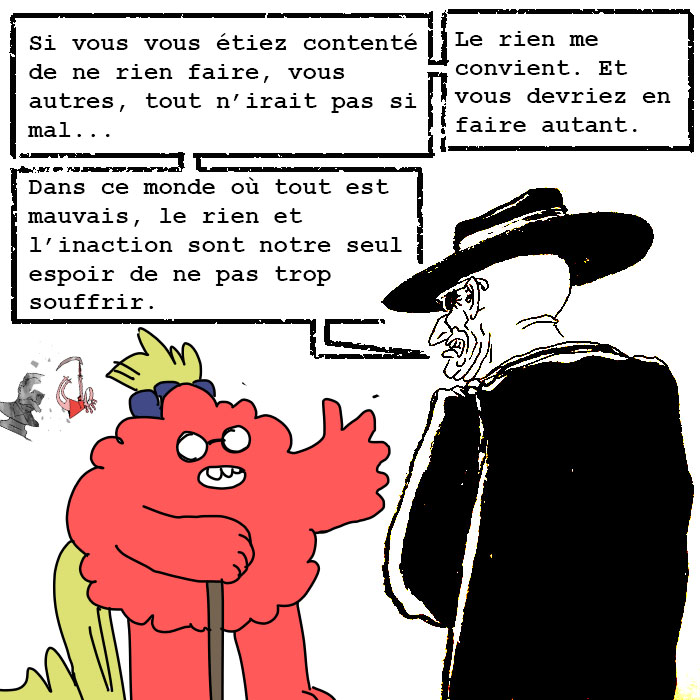 Si vous vous étiez contenté
de ne rien faire, vous
autres, tout n’irait pas si
mal...
Le rien me
convient. Et
vous devriez en
faire autant.
Dans ce monde où tout est
mauvais, le rien et
l’inaction sont notre seul
espoir de ne pas trop
souffrir.